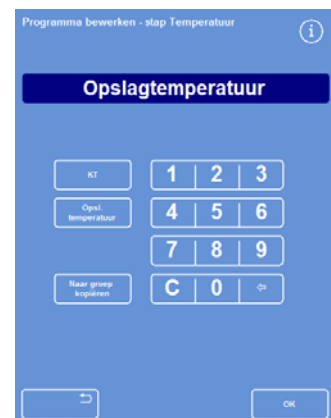 Programma bewerken - stap Temperatuur
i
Opslagtemperatuur
KT
1 2 3
Opsl.
temperatuur
4 5 6
7 8 9
Naar groep
kopiëren
C 0 ⇦
OK